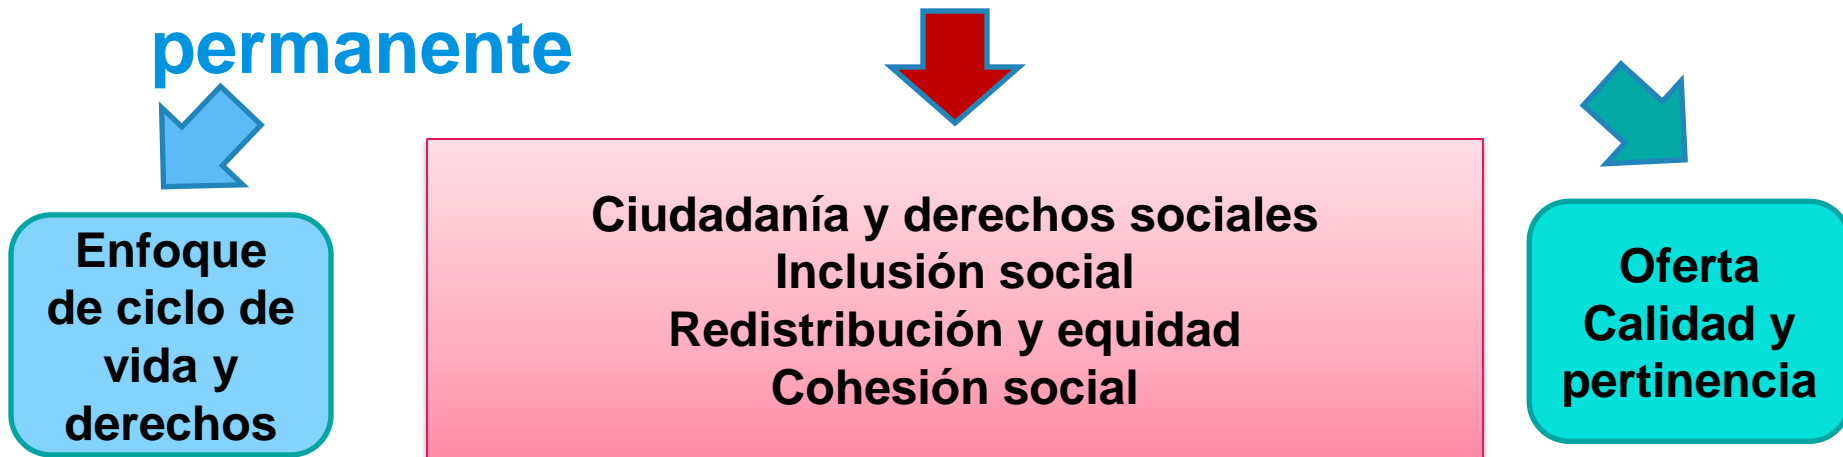 permanente
Enfoque
de ciclo de
vida y
derechos
Ciudadanía y derechos sociales
Inclusión social
Redistribución y equidad
Cohesión social
Oferta
Calidad y
pertinencia